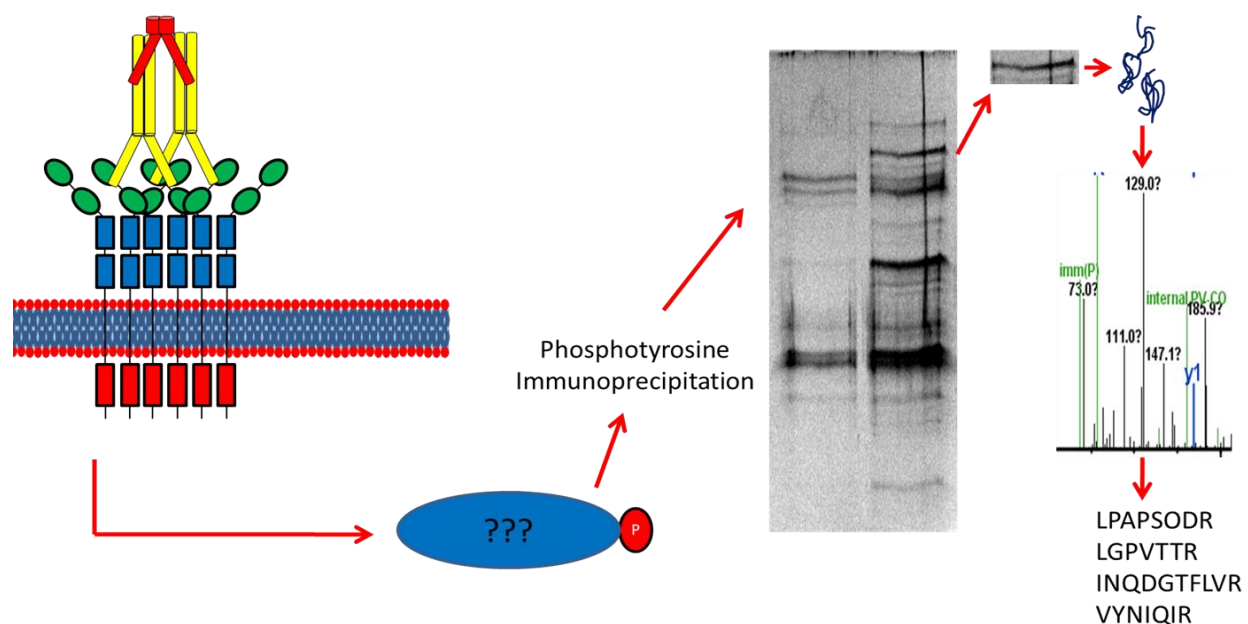 Phosphotyrosine
Immunoprecipitation
???
P
129.0?
imm(P)
73.0?
internal PV-CO
185.9?
111.0?
147.1?
y1
LPAPSODR
LGPVTTR
INQDGTFLVR
VYNIQIR